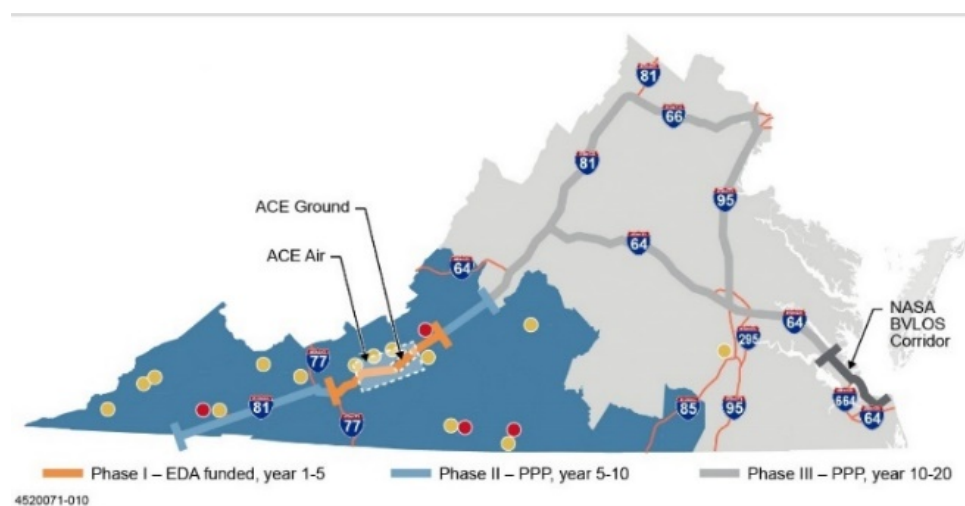 81
66
81
95
ACE Ground
ACE Air
64
64
NASA
BVLOS
Corridor
64
295
77
81
77
85
95
664
64
Phase I – EDA funded, year 1-5
Phase II – PPP, year 5-10
Phase III – PPP, year 10-20
4520071-010